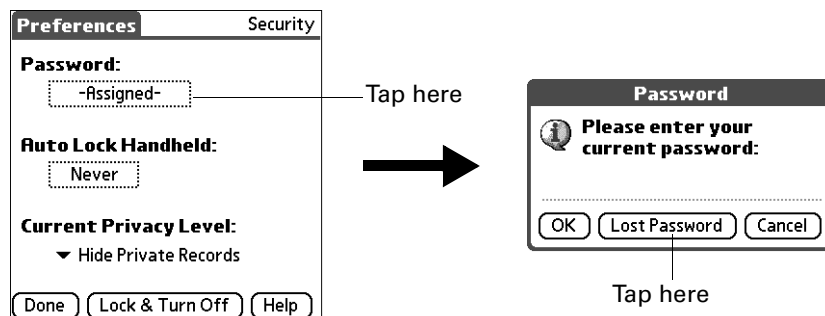 Preferences Security
Password:
-Assigned-
Tap here
Auto Lock Handheld:
Never
Current Privacy Level:
Hide Private Records
Done Lock & Turn Off Help
Password
Please enter your
current password:
OK Lost Password Cancel
Tap here